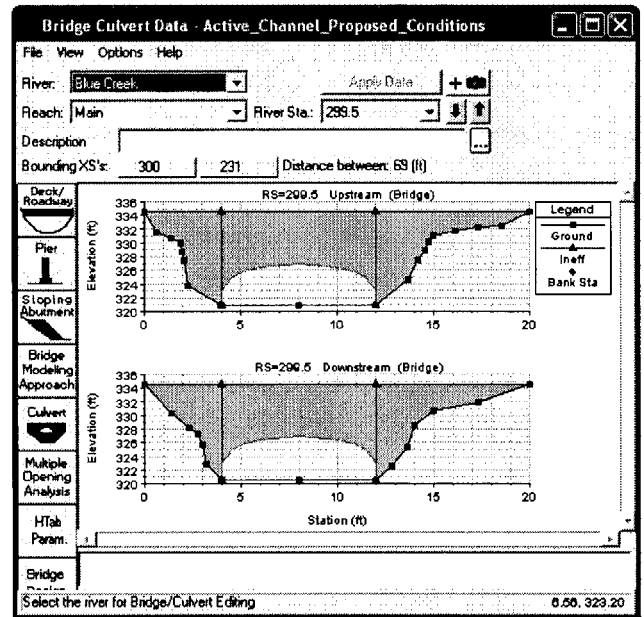 Bridge Culvert Data - Active_Channel_Proposed_Conditions
File View Options Help
River: Blue Creek Apply Data
Reach: Main River Sta.: 299.5
Description ...
Bounding XS's: 300 231 Distance between: 69 (ft)
Deck/
Roadway
Pier
Sloping
Abutment
Bridge
Modeling
Approach
Culvert
Multiple
Opening
Analysis
HTab
Param.
Bridge
RS=299.5 Upstream (Bridge)
Elevation (ft)
336
334
332
330
328
326
324
322
320
0 5 10 15 20
Legend
Ground
Ineff
Bank Sta
RS=299.5 Downstream (Bridge)
Elevation (ft)
336
334
332
330
328
326
324
322
320
0 5 10 15 20
Station (ft)
Select the river for Bridge/Culvert Editing
6.56, 323.20